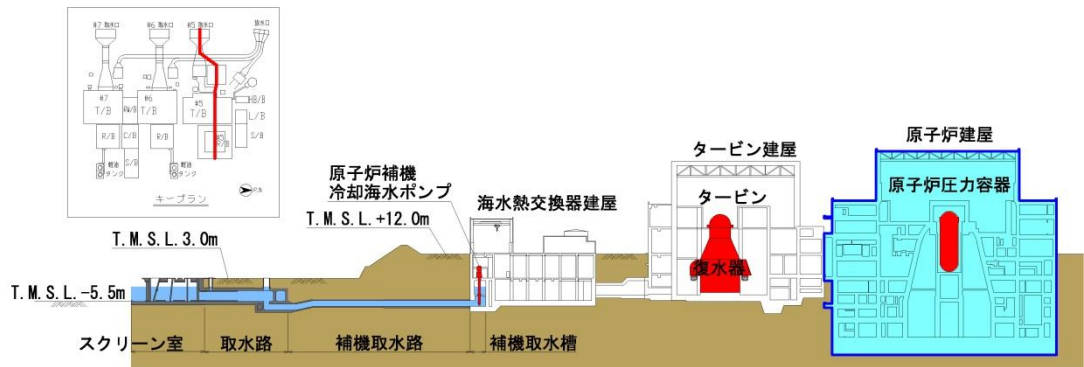 #7 取水口
#6 取水口
#5 取水口
放水口
#7
T/B
RW/B
#6
T/B
#5
T/B
HB/B
L/B
S/B
R/B
C/B
R/B
#5
R/B
S/B
軽油
タンク
軽油
タンク
P.N
キープラン
原子炉補機
冷却海水ポンプ
T.M.S.L.+12.0m
海水熱交換器建屋
タービン建屋
タービン
復水器
原子炉建屋
原子炉圧力容器
T.M.S.L.3.0m
T.M.S.L.-5.5m
スクリーン室
取水路
補機取水路
補機取水槽